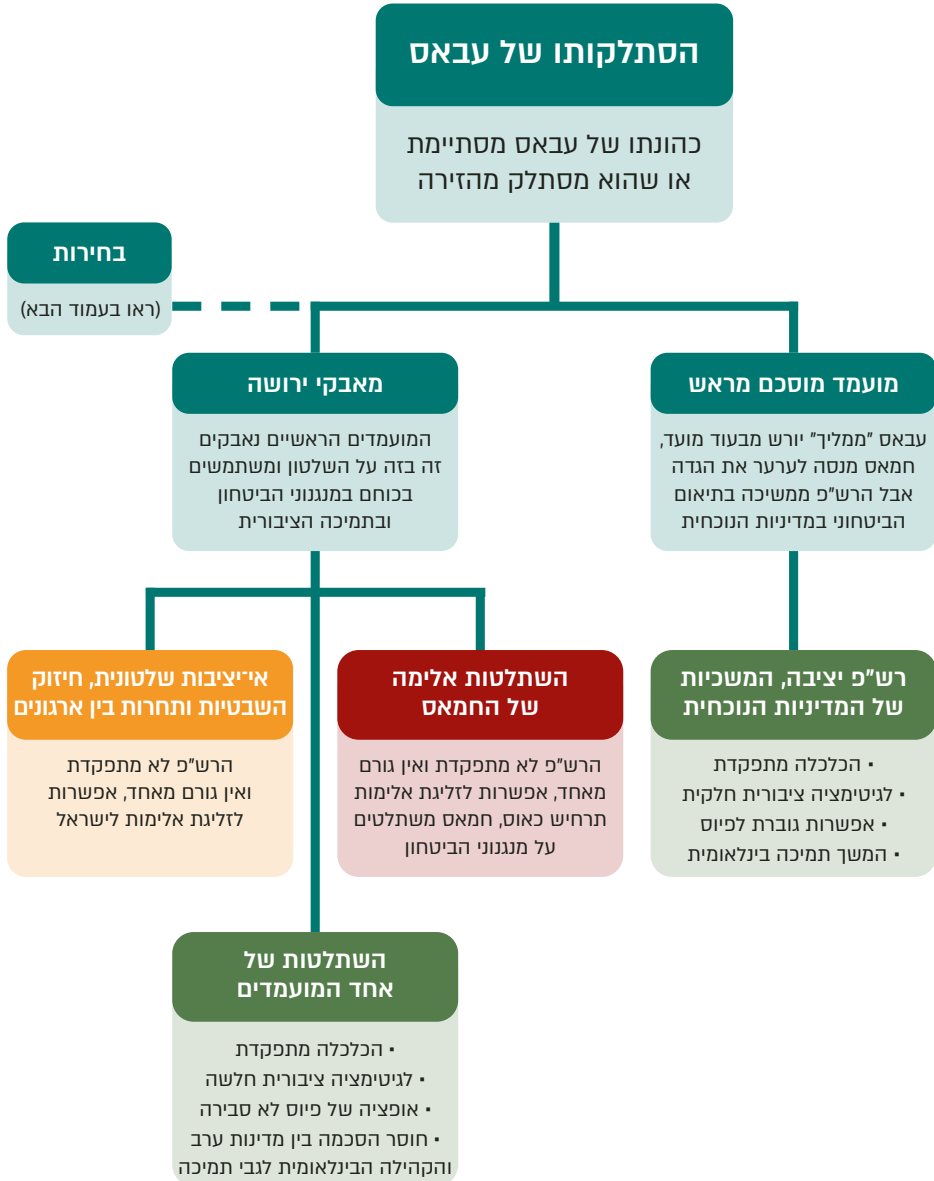 הסתלקותו של עבאס
כהונתו של עבאס מסתיימת
או שהוא מסתלק מהזירה
בחירות
(ראו בעמוד הבא)
מועמד מוסכם מראש
עבאס "ממליך" יורש מבעוד מועד,
חמאס מנסה לערער את הגדה
אבל הרש"פ ממשיכה בתיאום
הביטחוני במדיניות הנוכחית
מאבקי ירושה
המועמדים הראשיים נאבקים
זה בזה על השלטון ומשתמשים
בכוחם במנגנוני הביטחון
ובתמיכה הציבורית
רש"פ יציבה, המשכיות
של המדיניות הנוכחית
▪ הכלכלה מתפקדת
▪ לגיטימציה ציבורית חלקית
▪ אפשרות גוברת לפיוס
▪ המשך תמיכה בינלאומית
השתלטות אלימה
של החמאס
הרש"פ לא מתפקדת ואין גורם
מאחד, אפשרות לזליגת אלימות
תרחיש כאוס, חמאס משתלטים
על מנגנוני הביטחון
אי־יציבות שלטונית, חיזוק
השבטיות ותחרות בין ארגונים
הרש"פ לא מתפקדת
ואין גורם מאחד, אפשרות
לזליגת אלימות לישראל
השתלטות של
אחד המועמדים
▪ הכלכלה מתפקדת
▪ לגיטימציה ציבורית חלשה
▪ אופציה של פיוס לא סבירה
▪ חוסר הסכמה בין מדינות ערב
והקהילה הבינלאומית לגבי תמיכה